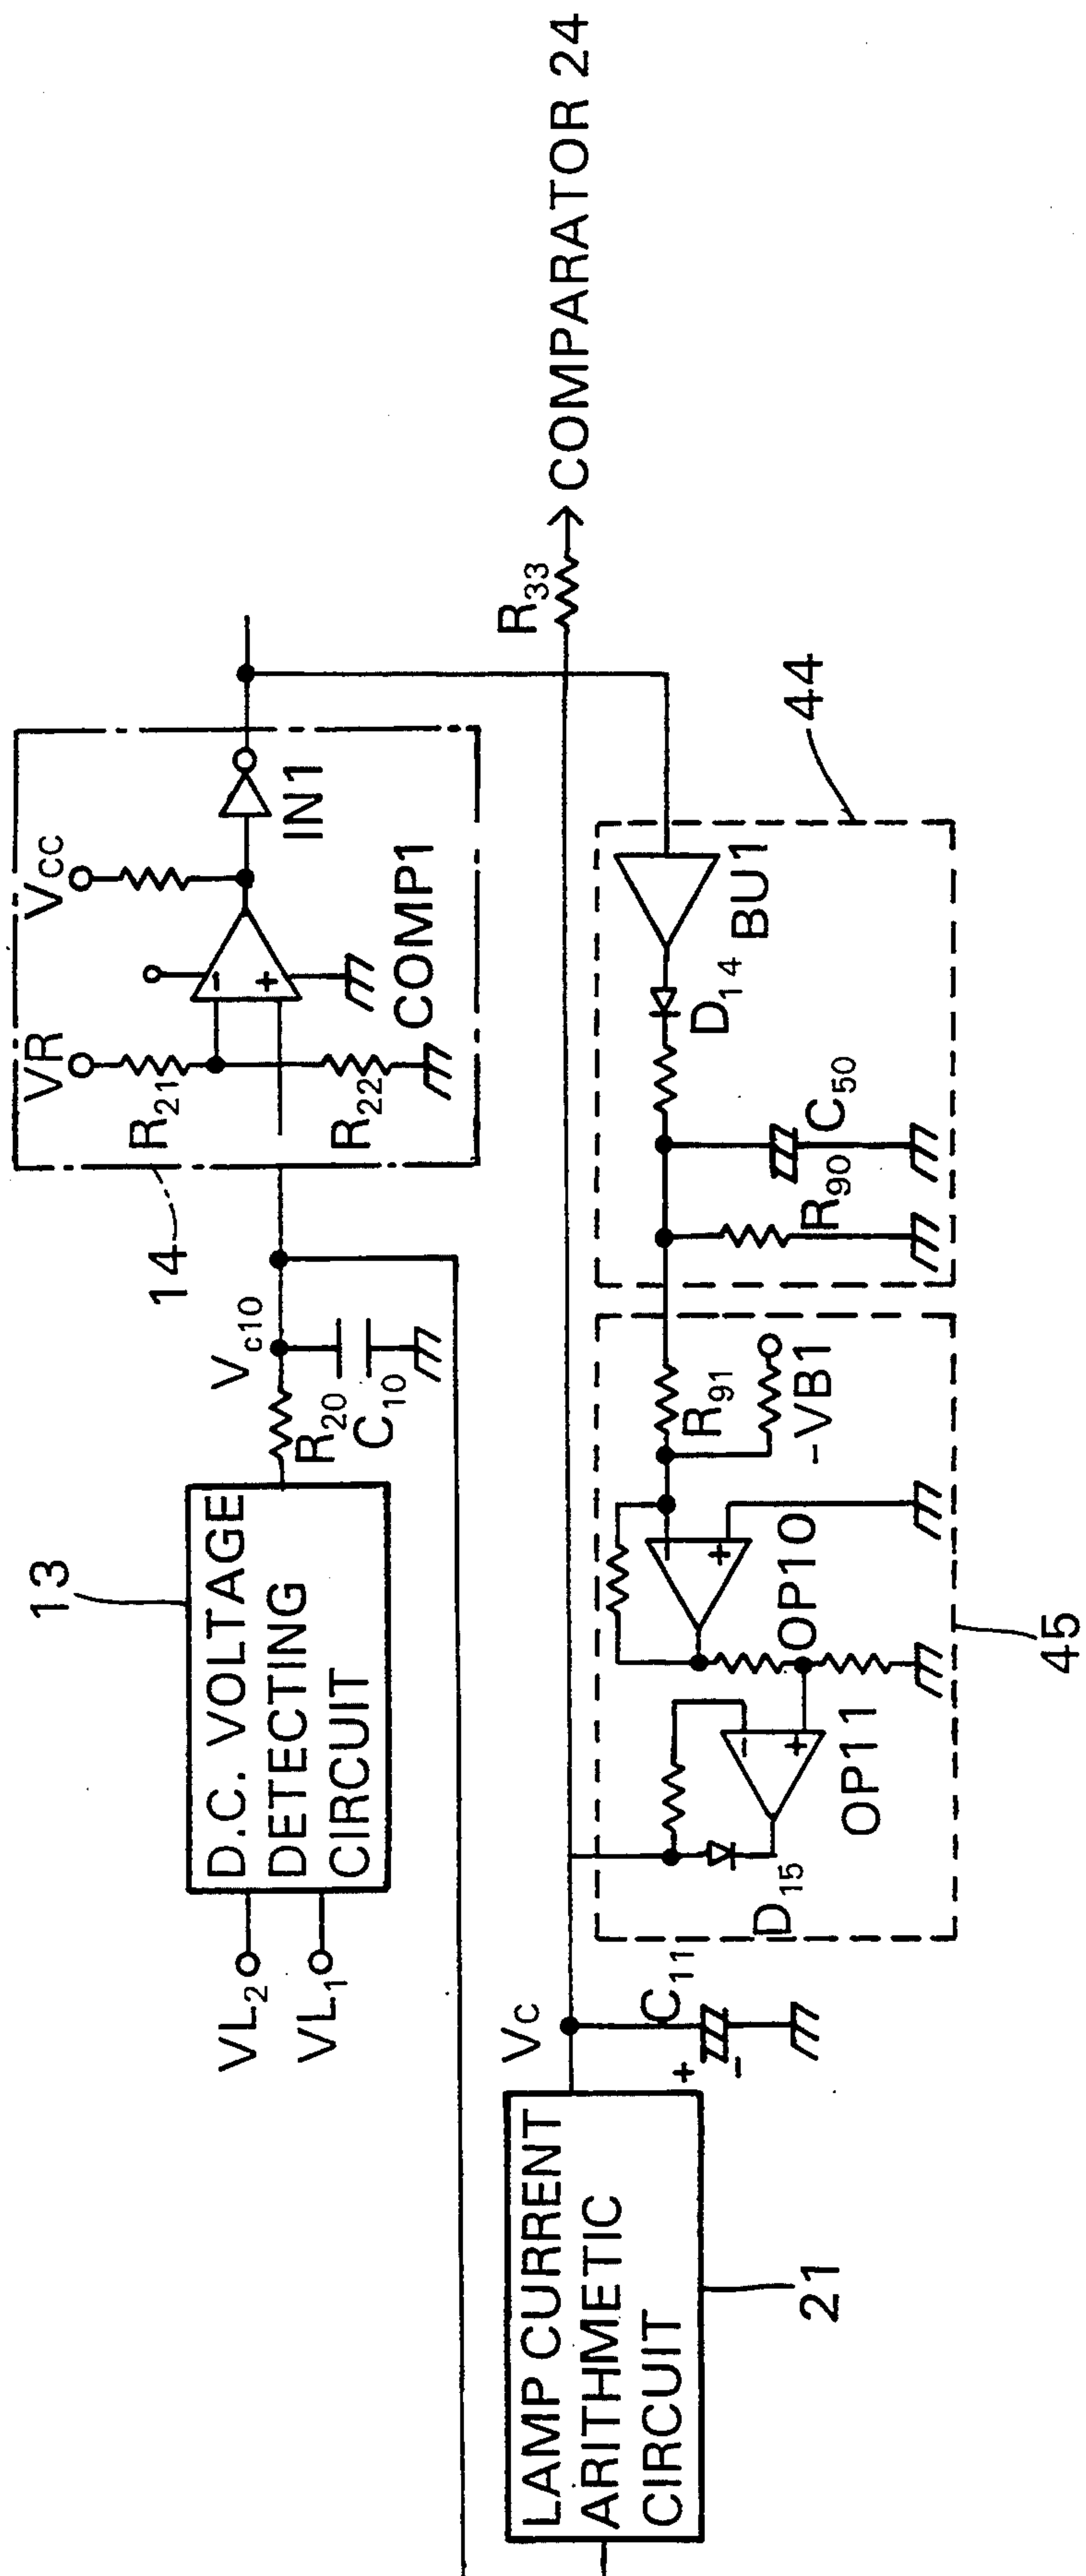 13
D.C. VOLTAGE
DETECTING
CIRCUIT
VL2
VL1
R20
C10
Vc10
14
VR
R21
R22
VCC
-
+
COMP1
IN1
LAMP CURRENT
ARITHMETIC
CIRCUIT
21
VC
C11
+
-
R33
COMPARATOR 24
D15
OP11
-
+
OP10
-
+
R91
-VB1
45
R90
C50
D14
BU1
44